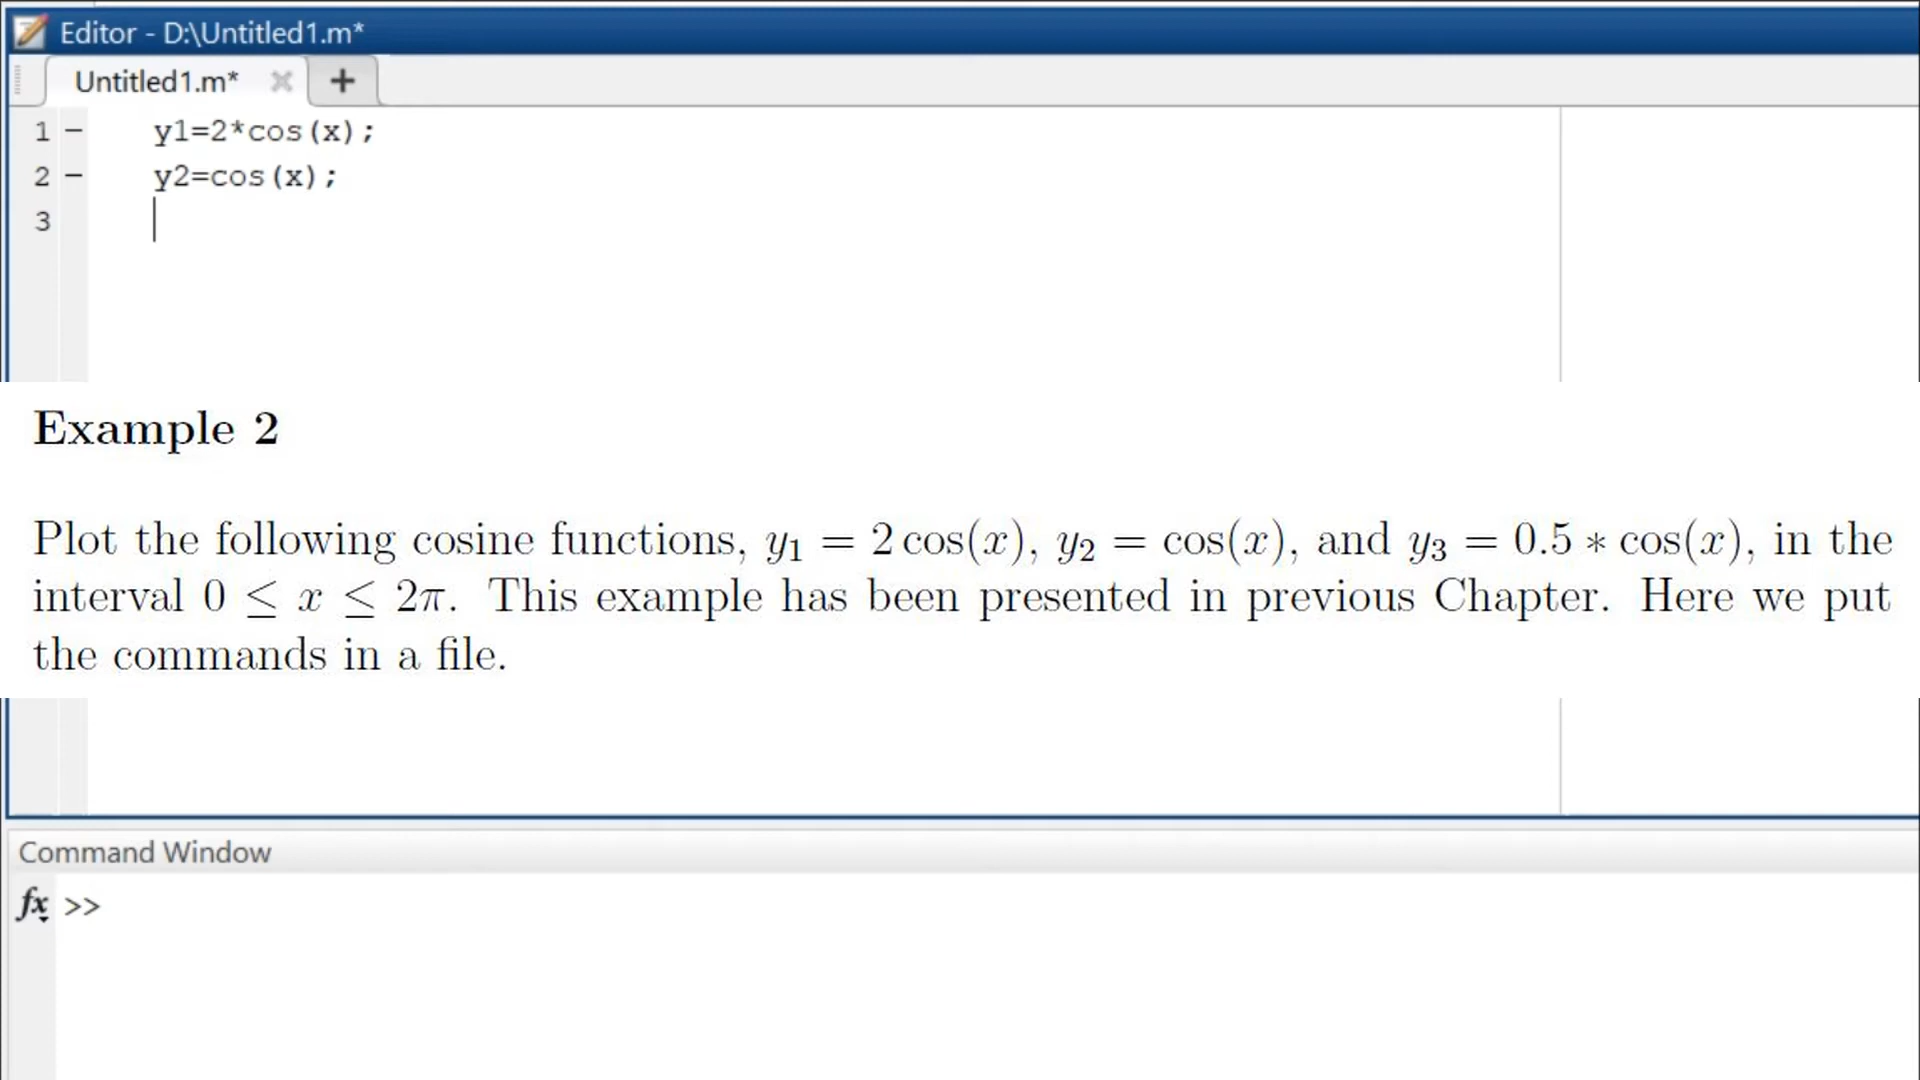 Editor - D:\Untitled1.m*
Untitled1.m* × +
1 – y1=2*cos(x);
2 – y2=cos(x);
3
Example 2
Plot the following cosine functions, y₁ = 2 cos(x), y₂ = cos(x), and y₃ = 0.5 ∗ cos(x), in the
interval 0 ≤ x ≤ 2π. This example has been presented in previous Chapter. Here we put
the commands in a file.
Command Window
fx >>